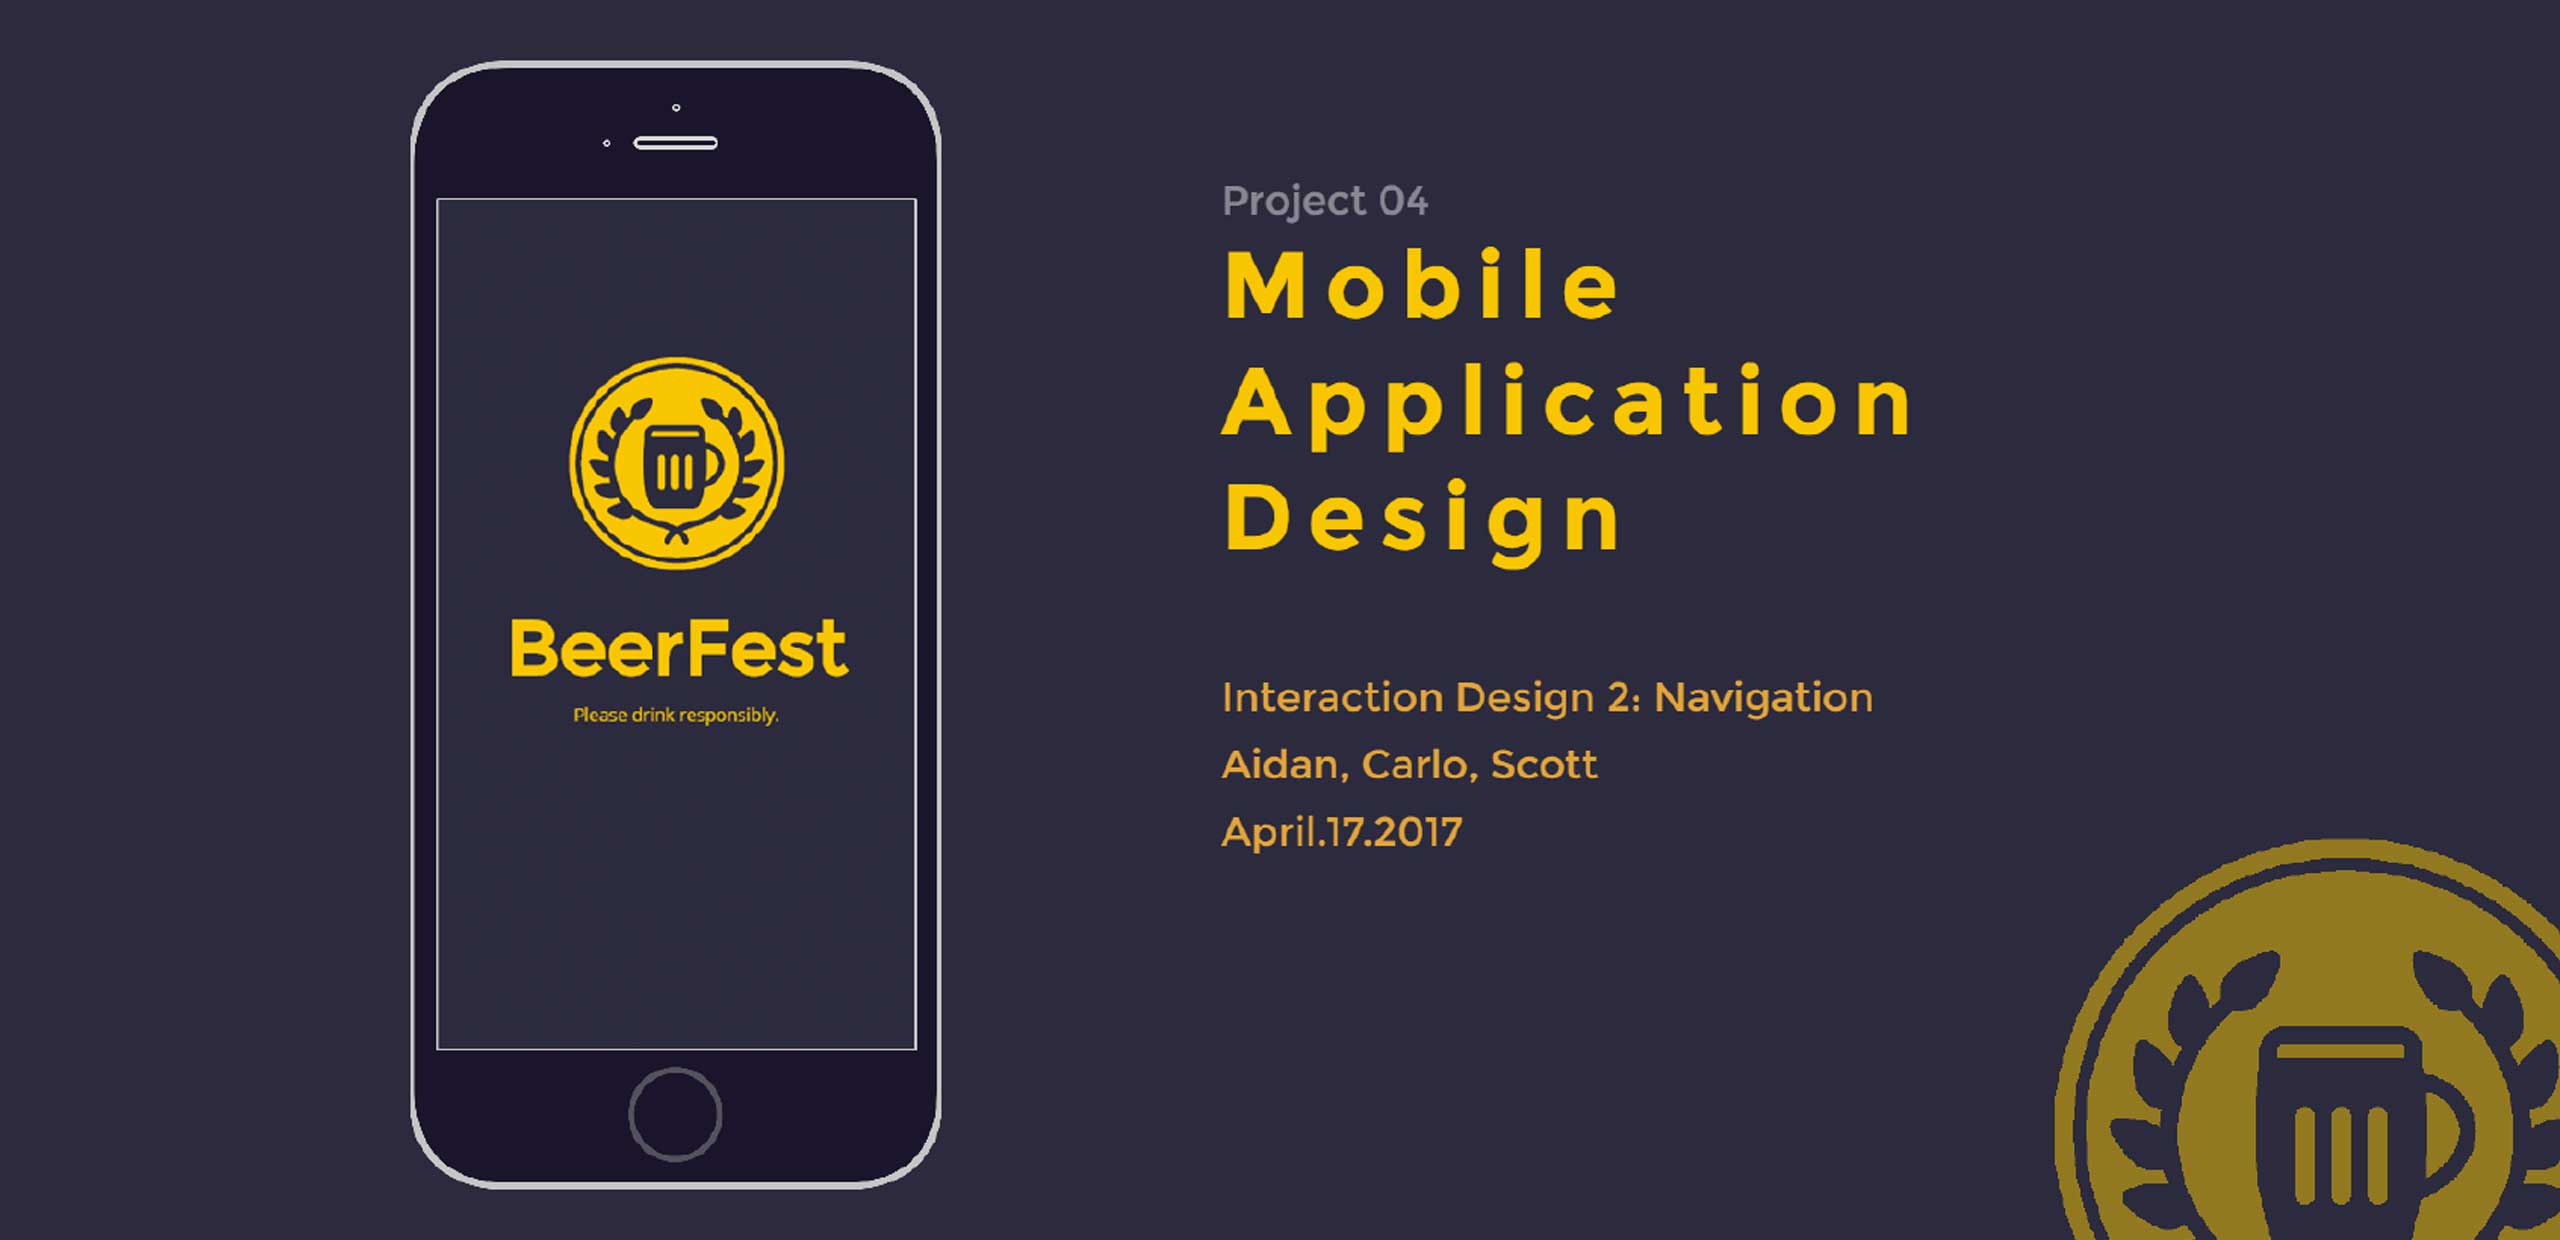 BeerFest
Please drink responsibly.
Project 04
Mobile
Application
Design
Interaction Design 2: Navigation
Aidan, Carlo, Scott
April.17.2017